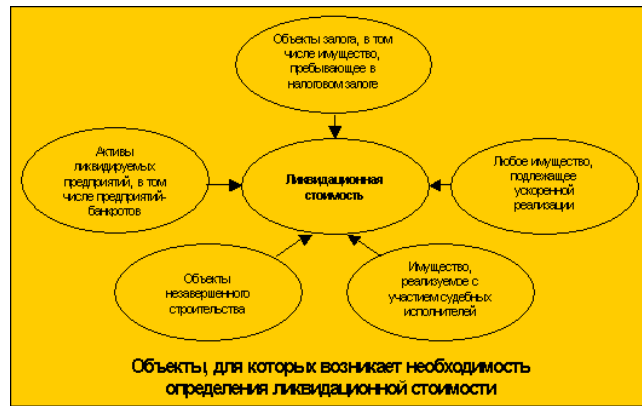 Объекты залога, в том
числе имущество,
пребывающее в
налоговом залоге
Активы
ликвидируемых
предприятий, в том
числе предприятий-
банкротов
Ликвидационная
стоимость
Любое имущество,
подлежащее
ускоренной
реализации
Объекты
незавершенного
строительства
Имущество,
реализуемое с
участием судебных
исполнителей
Объекты, для которых возникает необходимость
определения ликвидационной стоимости